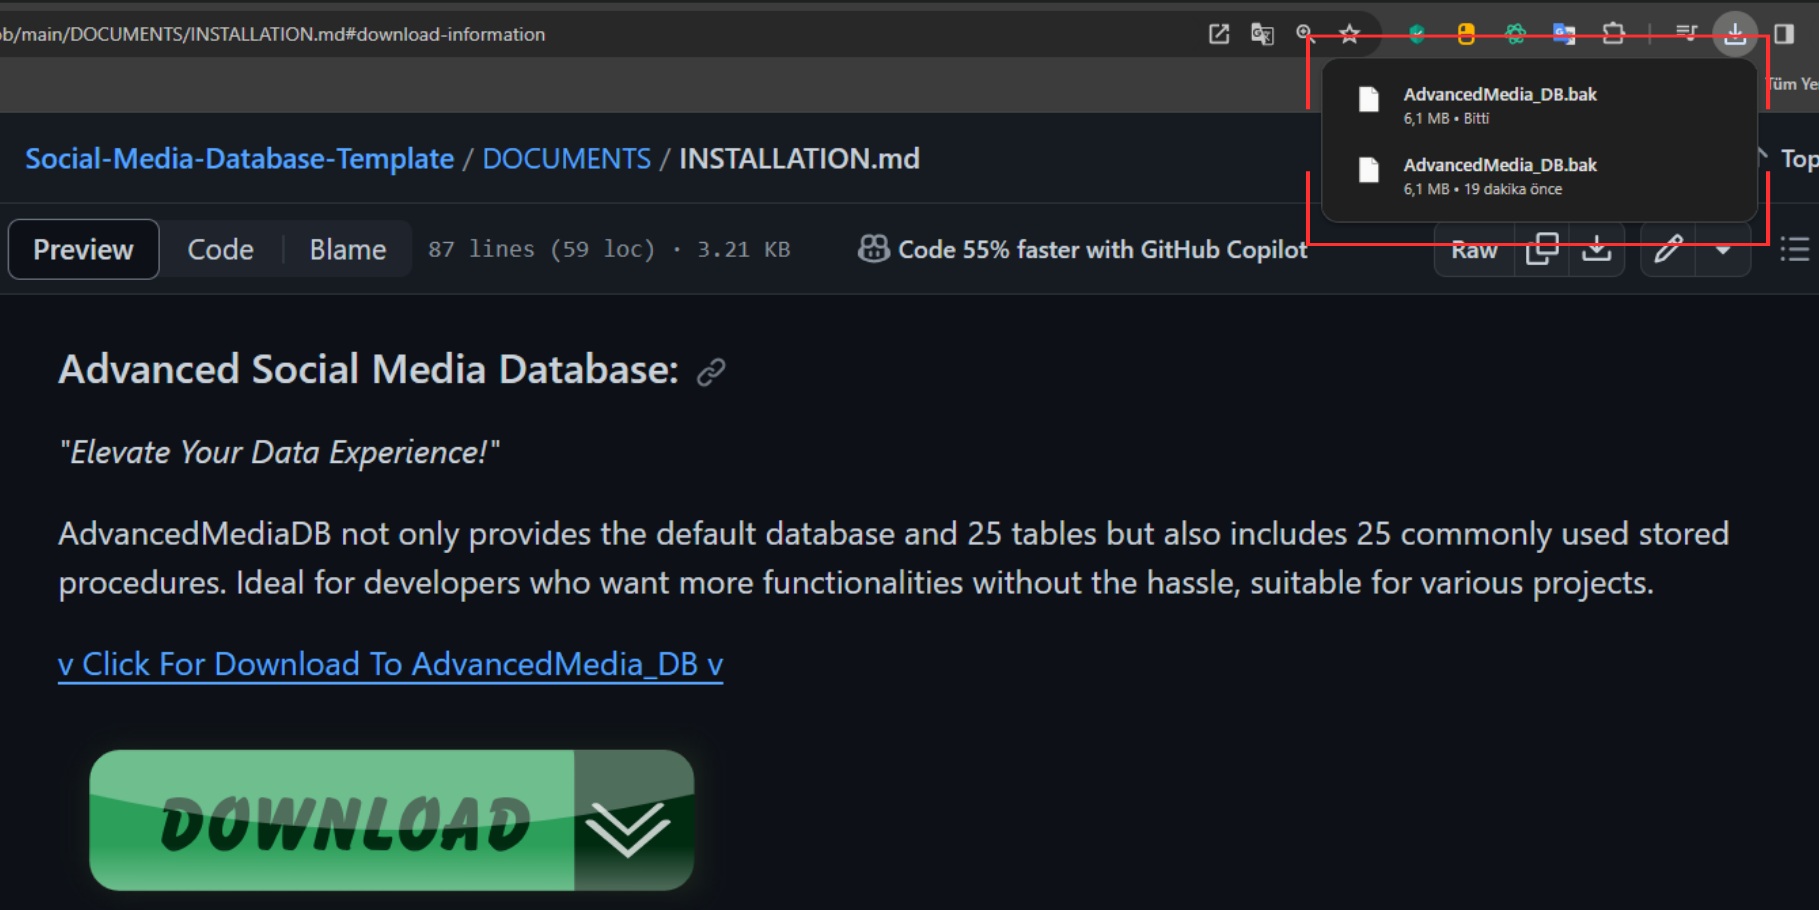 ob/main/DOCUMENTS/INSTALLATION.md#download-information
AdvancedMedia_DB.bak
6,1 MB • Bitti
AdvancedMedia_DB.bak
6,1 MB • 19 dakika önce
Tüm Ye
Social-Media-Database-Template / DOCUMENTS / INSTALLATION.md
Top
Preview Code Blame 87 lines (59 loc) · 3.21 KB Code 55% faster with GitHub Copilot Raw
Advanced Social Media Database:
"Elevate Your Data Experience!"
AdvancedMediaDB not only provides the default database and 25 tables but also includes 25 commonly used stored
procedures. Ideal for developers who want more functionalities without the hassle, suitable for various projects.
v Click For Download To AdvancedMedia_DB v
DOWNLOAD